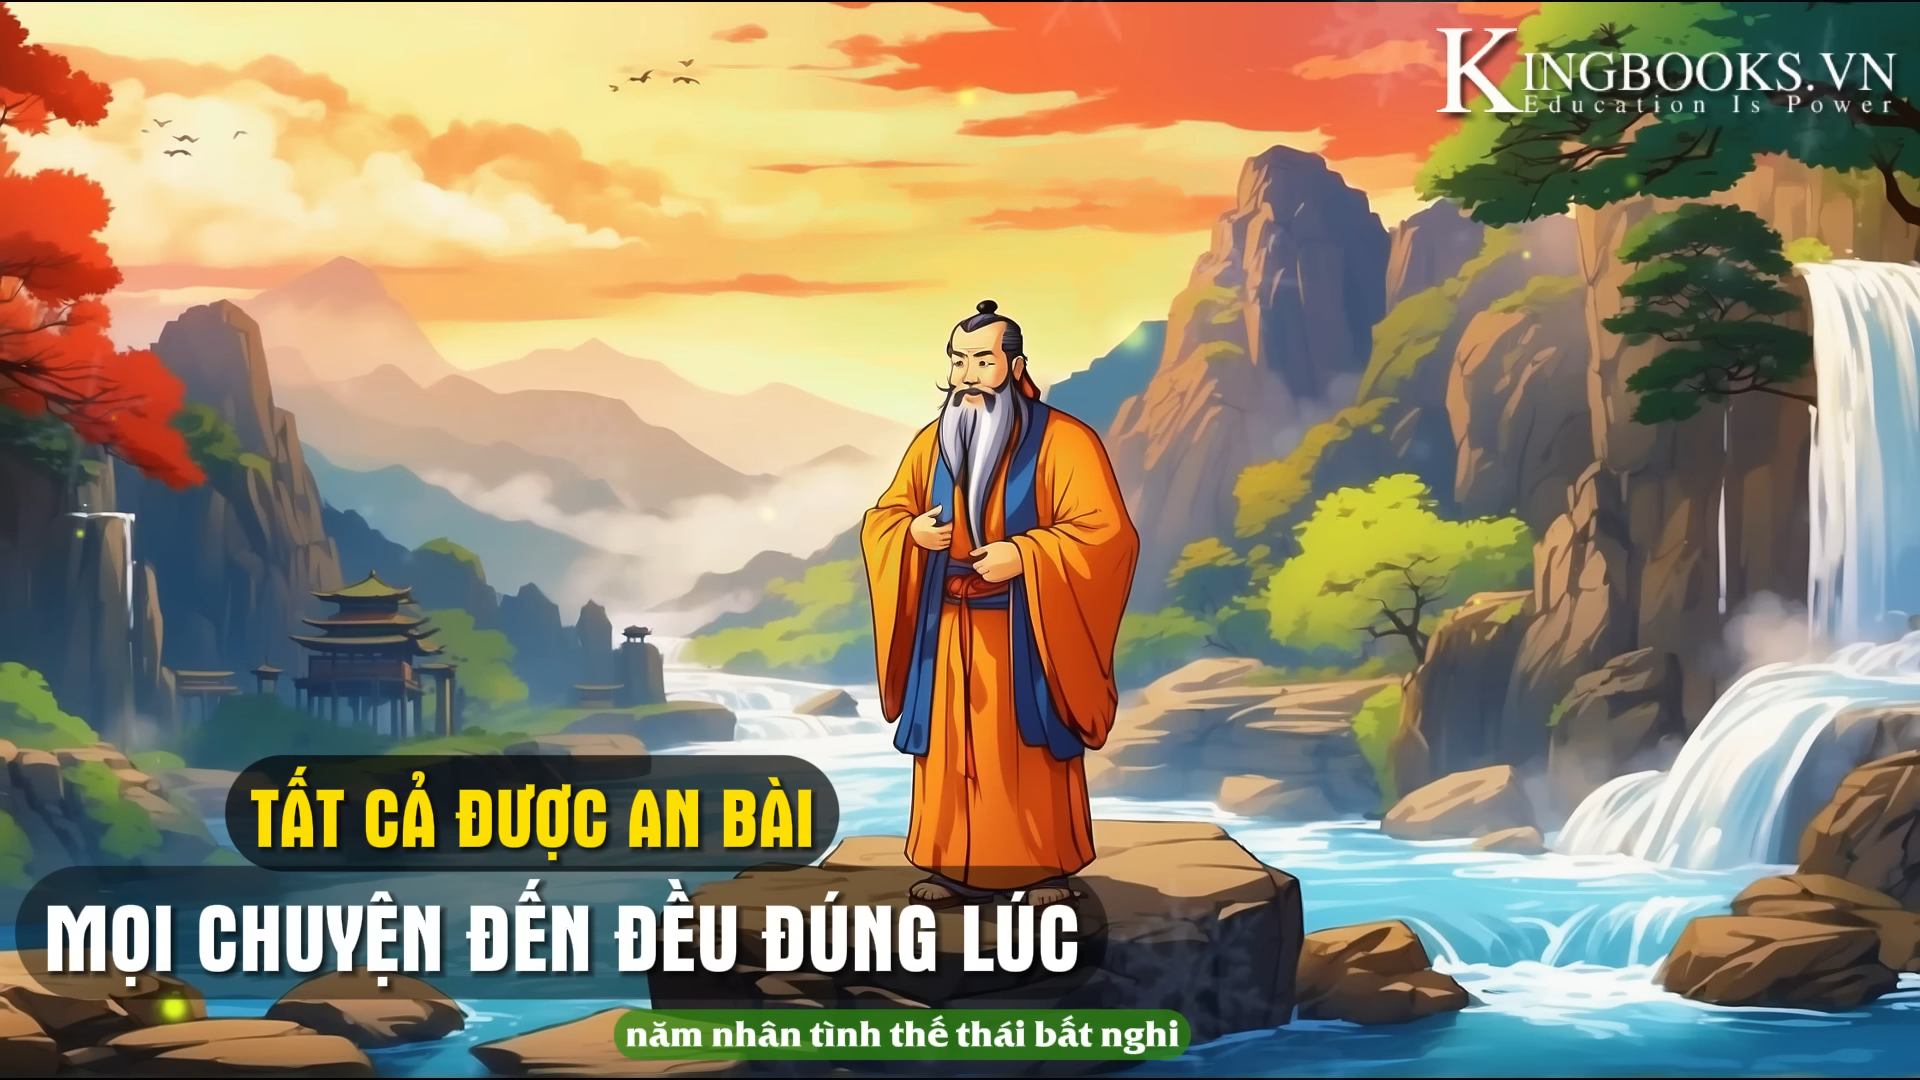 KINGBOOKS.VN
Education Is Power
TẤT CẢ ĐƯỢC AN BÀI
MỌI CHUYỆN ĐẾN ĐỀU ĐÚNG LÚC
năm nhân tình thế thái bất nghi